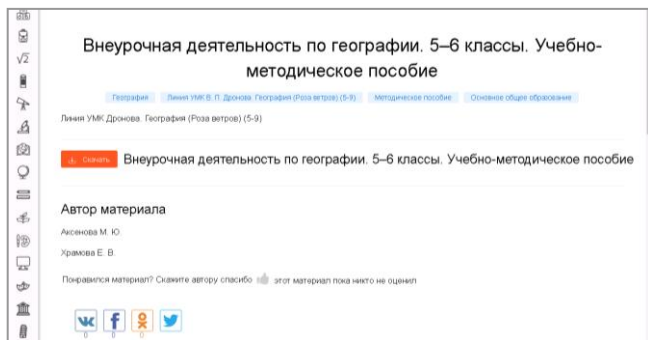 Внеурочная деятельность по географии. 5–6 классы. Учебно-
методическое пособие
География Линия УМК В. П. Дронова. География (Роза ветров) (5-9) Методическое пособие Основное общее образование
Линия УМК Дронова. География (Роза ветров) (5-9)
Скачать Внеурочная деятельность по географии. 5–6 классы. Учебно-методическое пособие
Автор материала
Аксенова М. Ю.
Храмова Е. В.
Понравился материал? Скажите автору спасибо этот материал пока никто не оценил
0 0 0